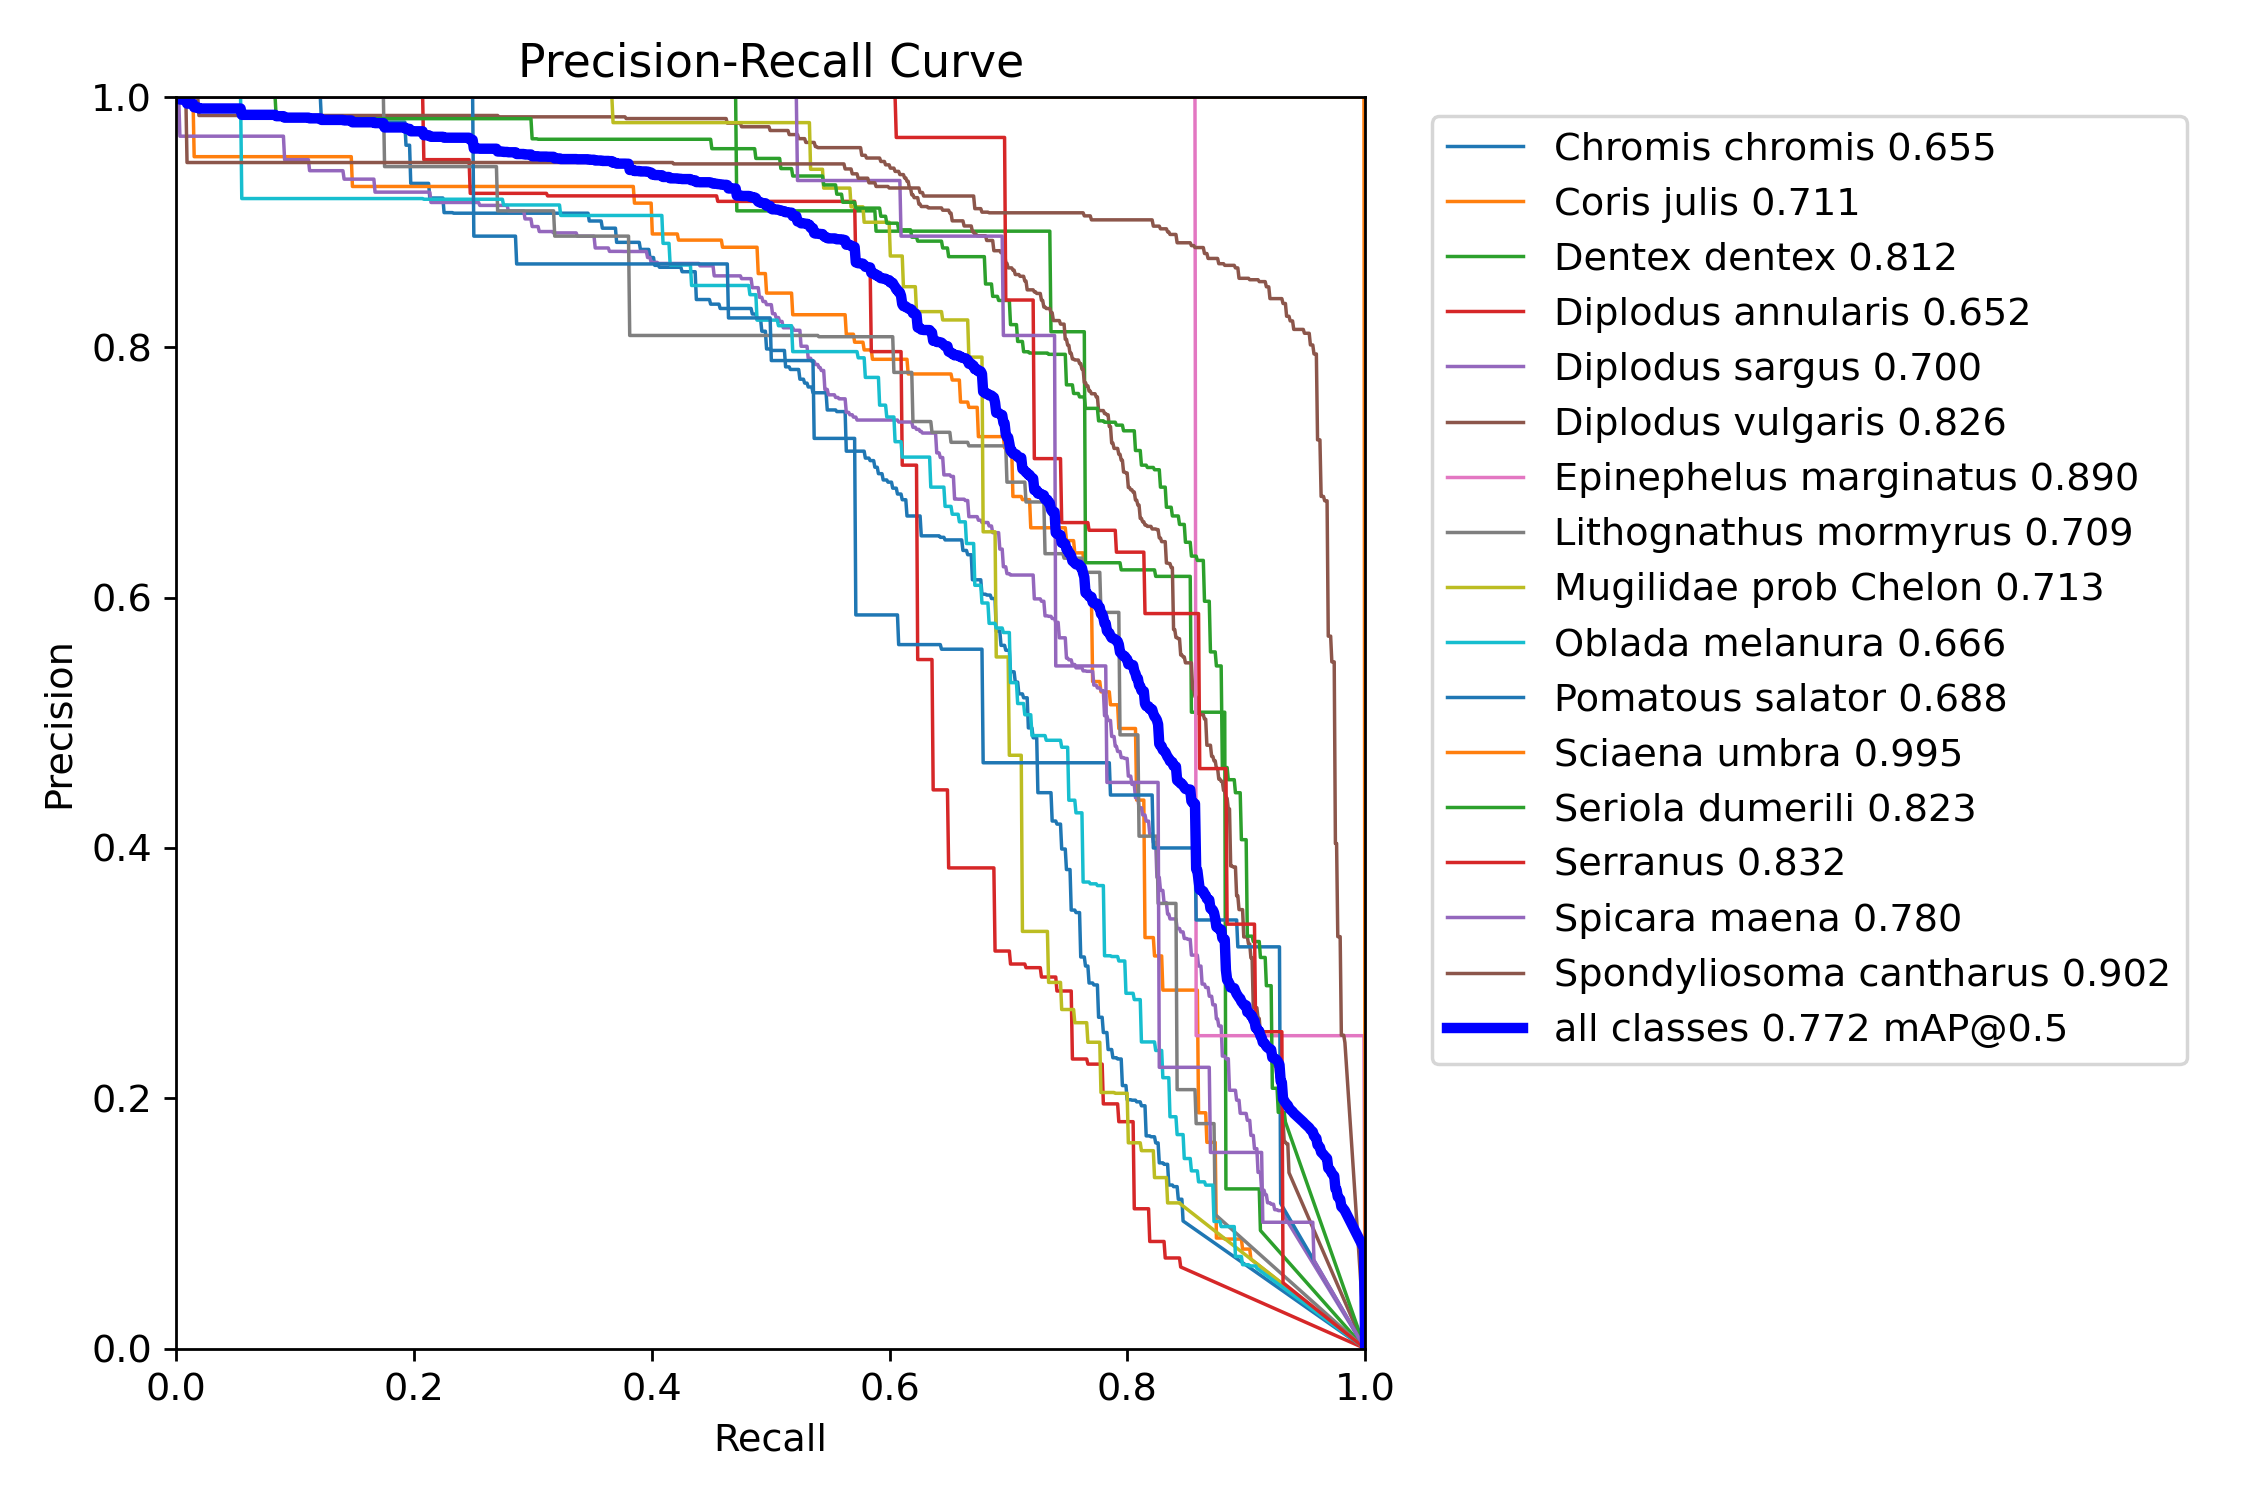 Precision-Recall Curve
1.0
0.8
0.6
0.4
0.2
0.0
Precision
0.0 0.2 0.4 0.6 0.8 1.0
Recall
Chromis chromis 0.655
Coris julis 0.711
Dentex dentex 0.812
Diplodus annularis 0.652
Diplodus sargus 0.700
Diplodus vulgaris 0.826
Epinephelus marginatus 0.890
Lithognathus mormyrus 0.709
Mugilidae prob Chelon 0.713
Oblada melanura 0.666
Pomatous salator 0.688
Sciaena umbra 0.995
Seriola dumerili 0.823
Serranus 0.832
Spicara maena 0.780
Spondyliosoma cantharus 0.902
all classes 0.772 mAP@0.5